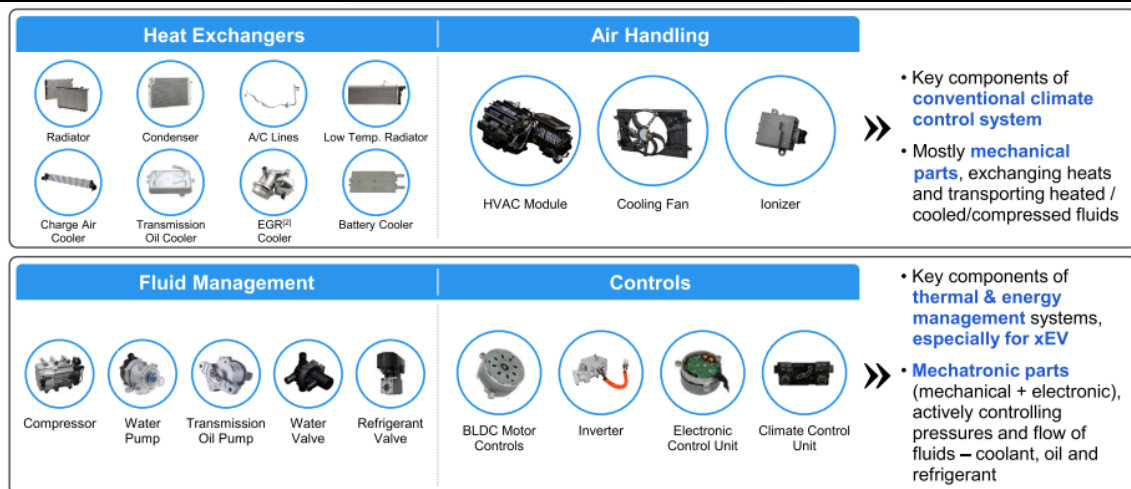 Heat Exchangers
Air Handling
Radiator
Condenser
A/C Lines
Low Temp. Radiator
Charge Air
Cooler
Transmission
Oil Cooler
EGR[2]
Cooler
Battery Cooler
HVAC Module
Cooling Fan
Ionizer
»
• Key components of
conventional climate
control system
• Mostly mechanical
parts, exchanging heats
and transporting heated /
cooled/compressed fluids
Fluid Management
Controls
Compressor
Water
Pump
Transmission
Oil Pump
Water
Valve
Refrigerant
Valve
BLDC Motor
Controls
Inverter
Electronic
Control Unit
Climate Control
Unit
»
• Key components of
thermal & energy
management systems,
especially for xEV
• Mechatronic parts
(mechanical + electronic),
actively controlling
pressures and flow of
fluids – coolant, oil and
refrigerant